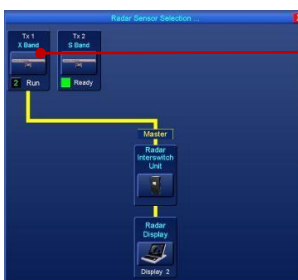 Radar Sensor Selection ...
Tx 1
X Band
Tx 2
S Band
2 Run
Ready
Master
Radar
Interswitch
Unit
Radar
Display
Display 2